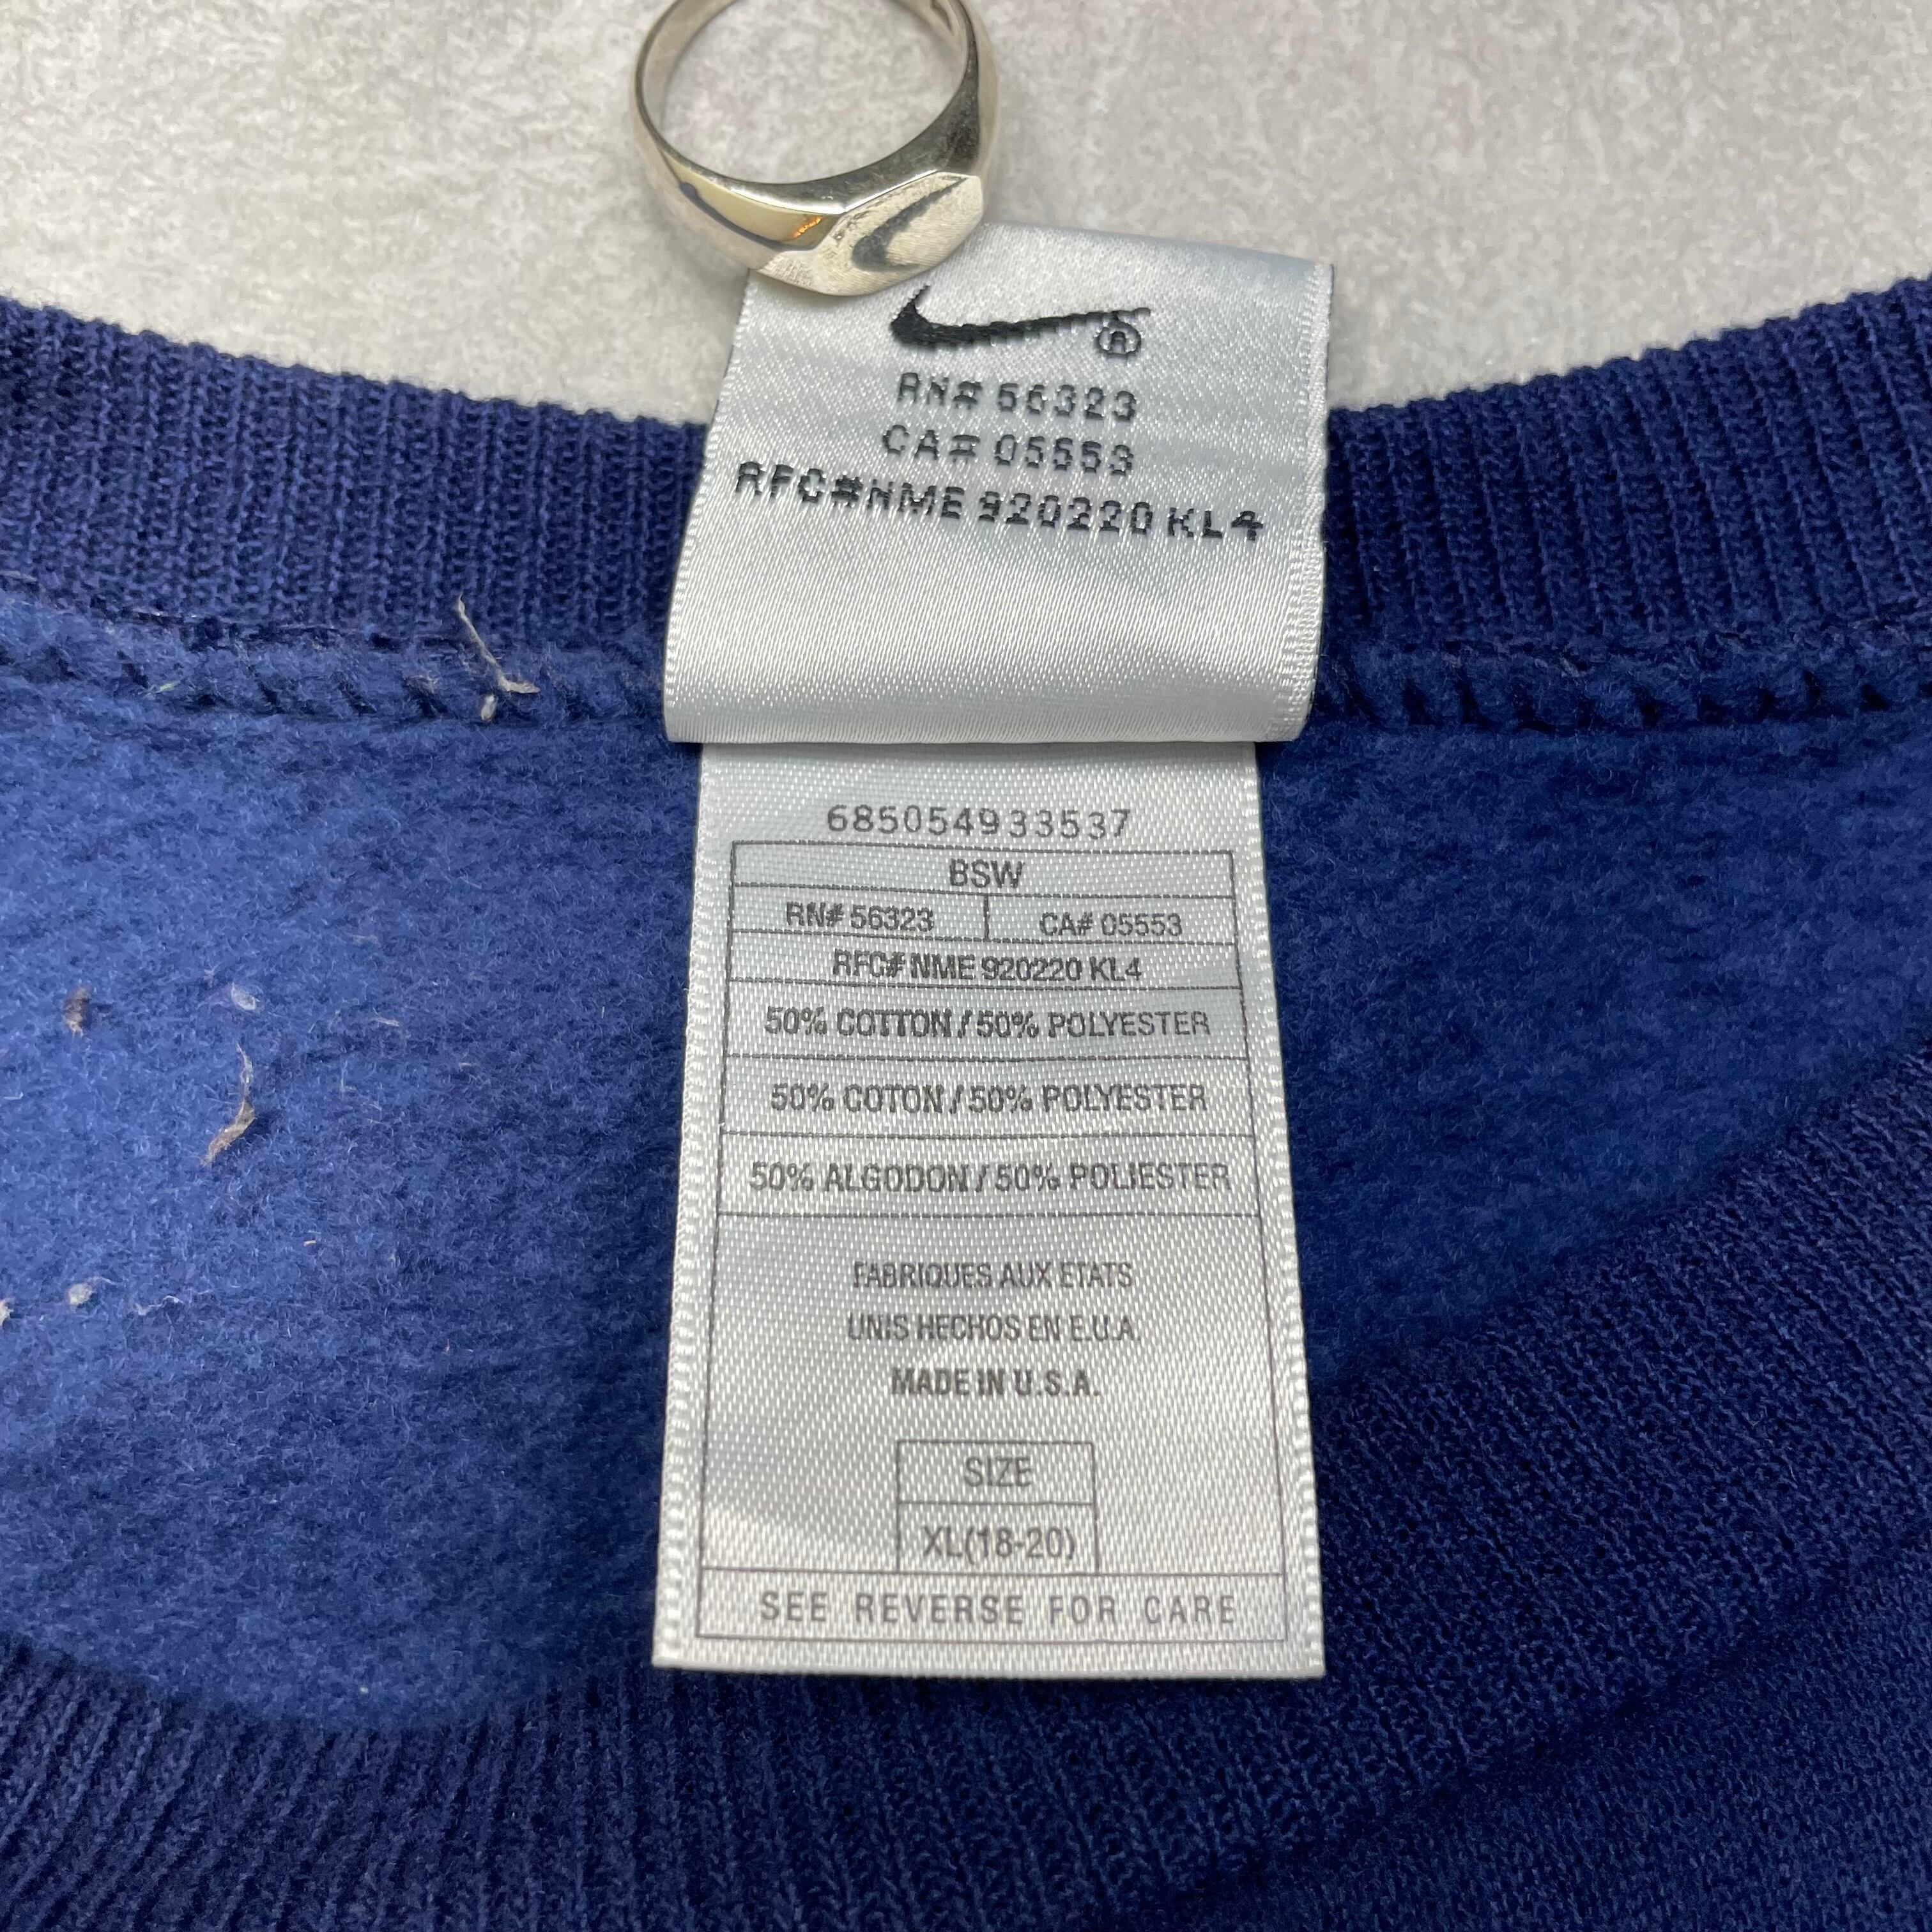 ®
RN# 56323
CA# 05553
RFC#NME 920220 KL4
685054933537
BSW
RN# 56323 CA# 05553
RFC# NME 920220 KL4
50% COTTON / 50% POLYESTER
50% COTON / 50% POLYESTER
50% ALGODON / 50% POLIESTER
FABRIQUES AUX ETATS
UNIS HECHOS EN E.U.A.
MADE IN U.S.A.
SIZE
XL(18-20)
SEE REVERSE FOR CARE